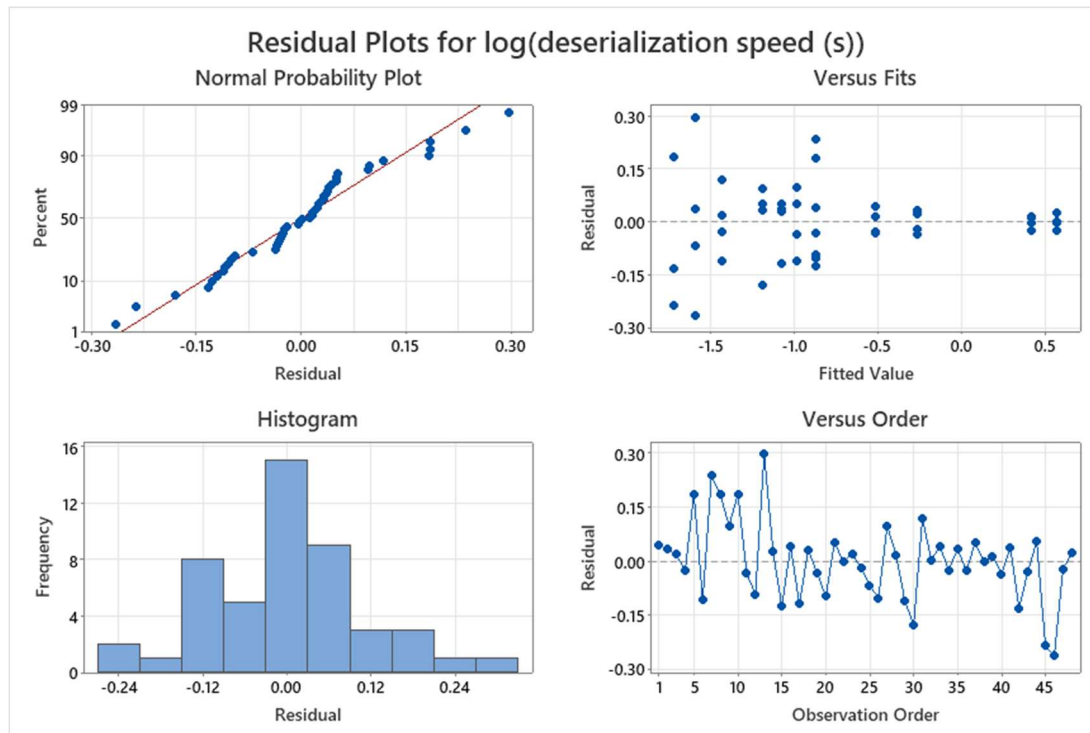 Residual Plots for log(deserialization speed (s))
Normal Probability Plot
99
90
50
10
1
Percent
-0.30 -0.15 0.00 0.15 0.30
Residual
Versus Fits
0.30
0.15
0.00
-0.15
-0.30
Residual
-1.5 -1.0 -0.5 0.0 0.5
Fitted Value
Histogram
16
12
8
4
0
Frequency
-0.24 -0.12 0.00 0.12 0.24
Residual
Versus Order
0.30
0.15
0.00
-0.15
-0.30
Residual
1 5 10 15 20 25 30 35 40 45
Observation Order